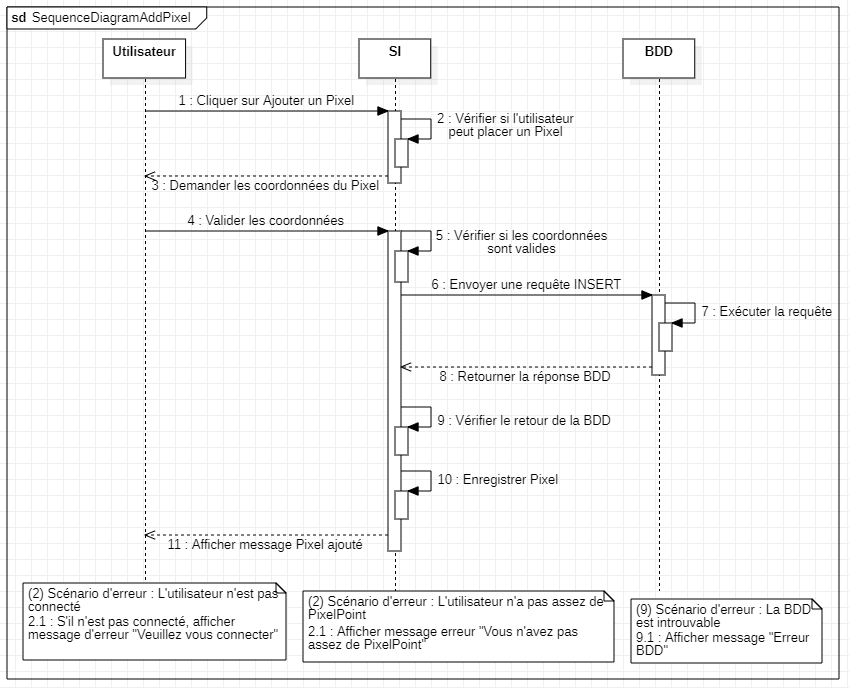 sd SequenceDiagramAddPixel
Utilisateur
SI
BDD
1 : Cliquer sur Ajouter un Pixel
2 : Vérifier si l'utilisateur
peut placer un Pixel
3 : Demander les coordonnées du Pixel
4 : Valider les coordonnées
5 : Vérifier si les coordonnées
sont valides
6 : Envoyer une requête INSERT
7 : Exécuter la requête
8 : Retourner la réponse BDD
9 : Vérifier le retour de la BDD
10 : Enregistrer Pixel
11 : Afficher message Pixel ajouté
(2) Scénario d'erreur : L'utilisateur n'est pas
connecté
2.1 : S'il n'est pas connecté, afficher
message d'erreur "Veuillez vous connecter"
(2) Scénario d'erreur : L'utilisateur n'a pas assez de
PixelPoint
2.1 : Afficher message erreur "Vous n'avez pas
assez de PixelPoint"
(9) Scénario d'erreur : La BDD
est introuvable
9.1 : Afficher message "Erreur
BDD"